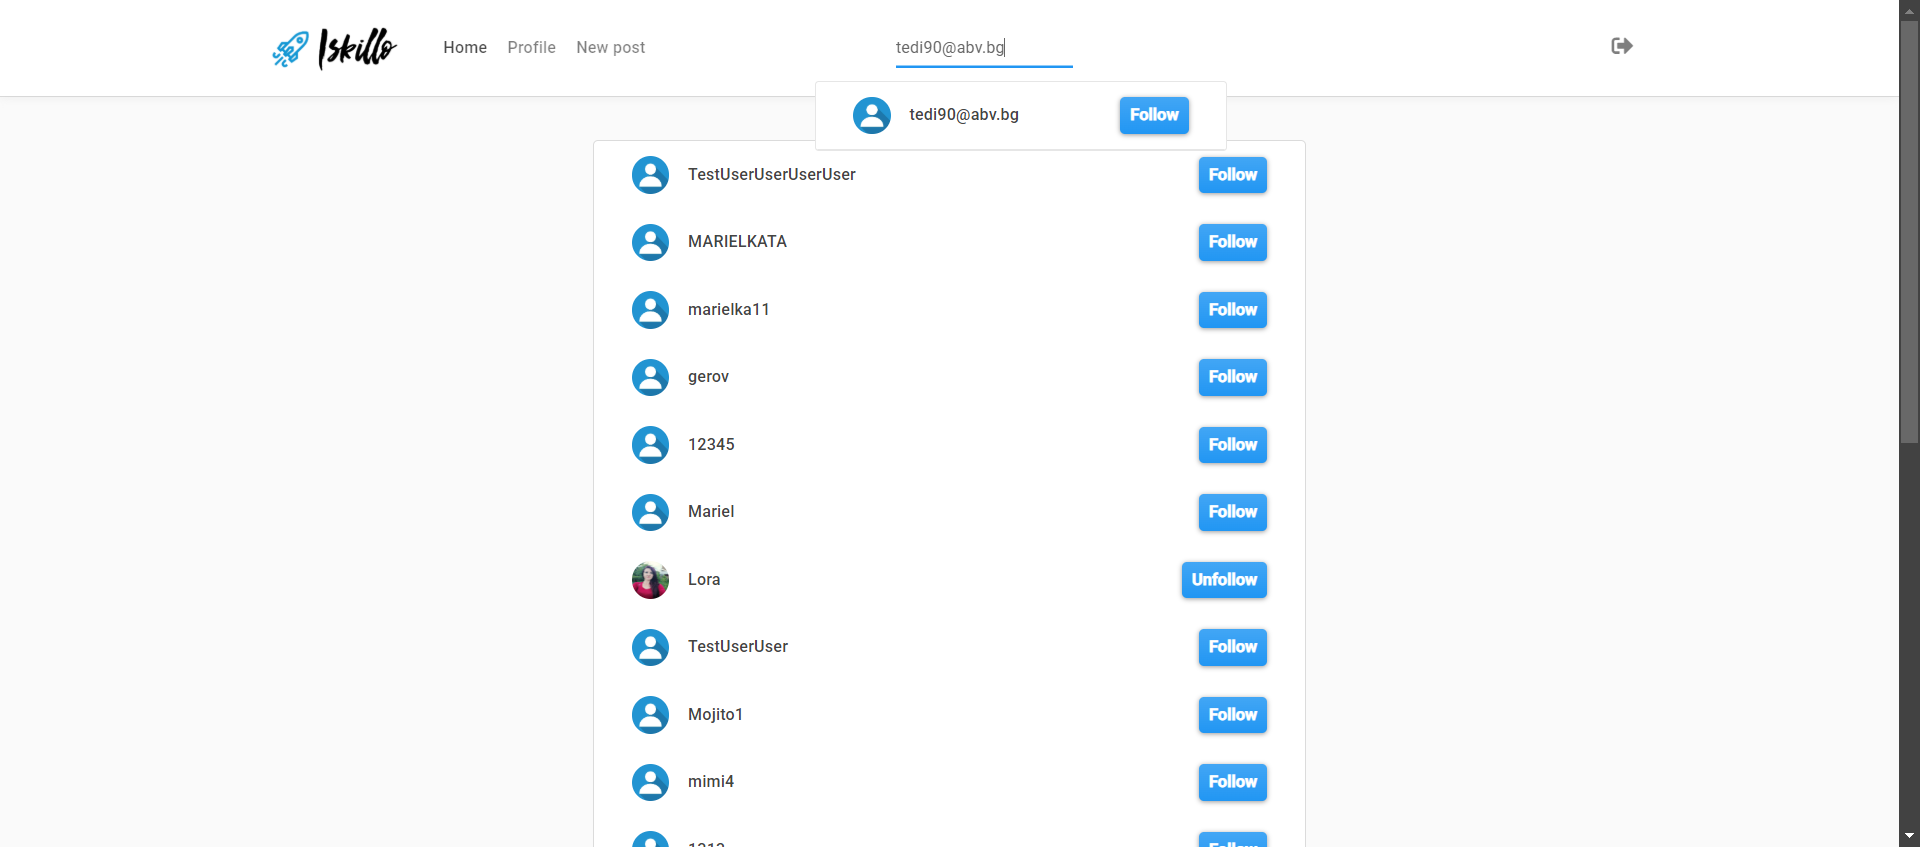 Iskillo
Home Profile New post
tedi90@abv.bg
tedi90@abv.bg Follow
TestUserUserUserUser Follow
MARIELKATA Follow
marielka11 Follow
gerov Follow
12345 Follow
Mariel Follow
Lora Unfollow
TestUserUser Follow
Mojito1 Follow
mimi4 Follow
Follow